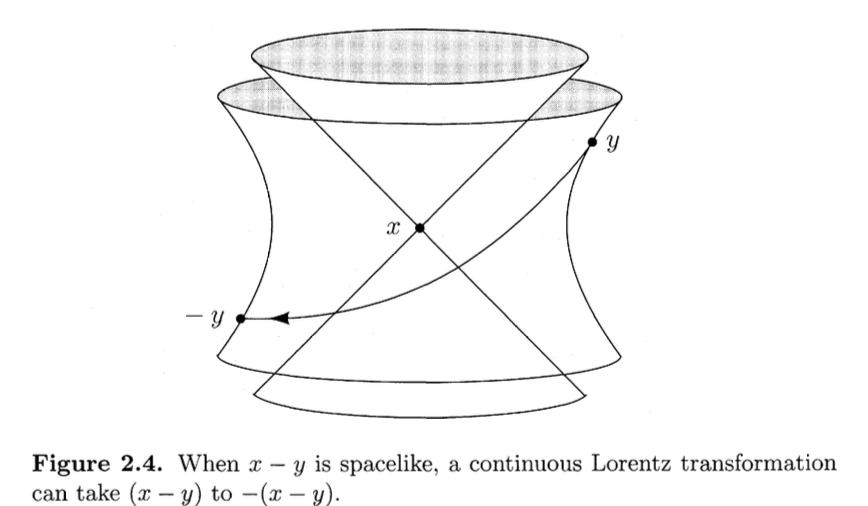 y
x
− y
Figure 2.4. When x − y is spacelike, a continuous Lorentz transformation
can take (x − y) to −(x − y).